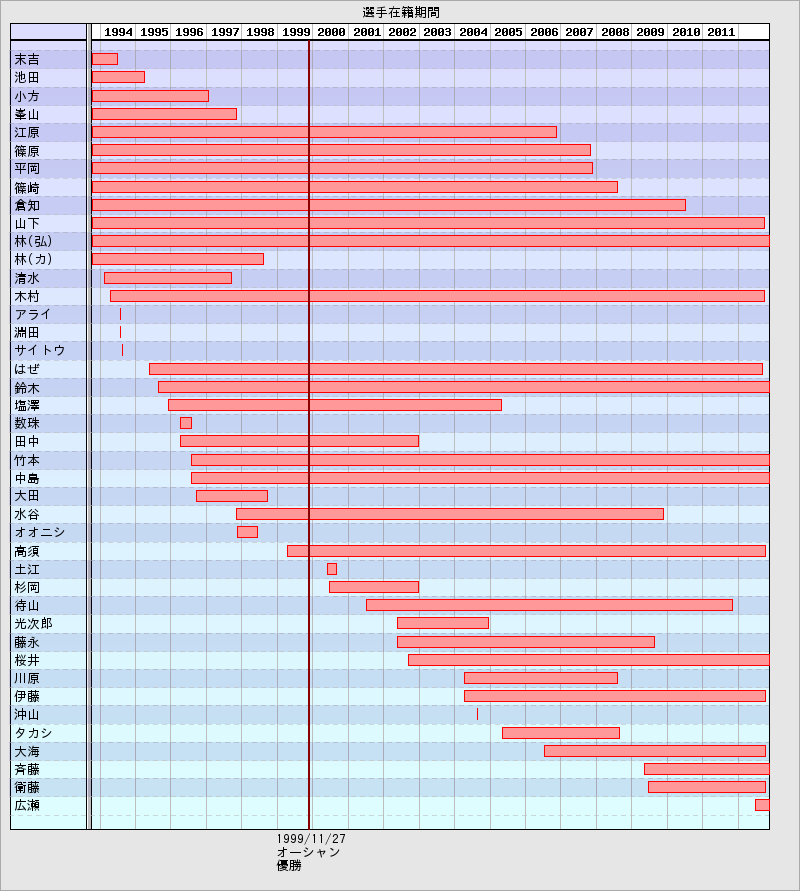 選手在籍期間
1994 1995 1996 1997 1998 1999 2000 2001 2002 2003 2004 2005 2006 2007 2008 2009 2010 2011
末吉
池田
小方
峯山
江原
篠原
平岡
篠崎
倉知
山下
林(弘)
林(カ)
清水
木村
アライ
淵田
サイトウ
はぜ
鈴木
塩澤
数珠
田中
竹本
中島
大田
水谷
オオニシ
高須
土江
杉岡
待山
光次郎
藤永
桜井
川原
伊藤
沖山
タカシ
大海
斉藤
衛藤
広瀬
1999/11/27
オーシャン
優勝